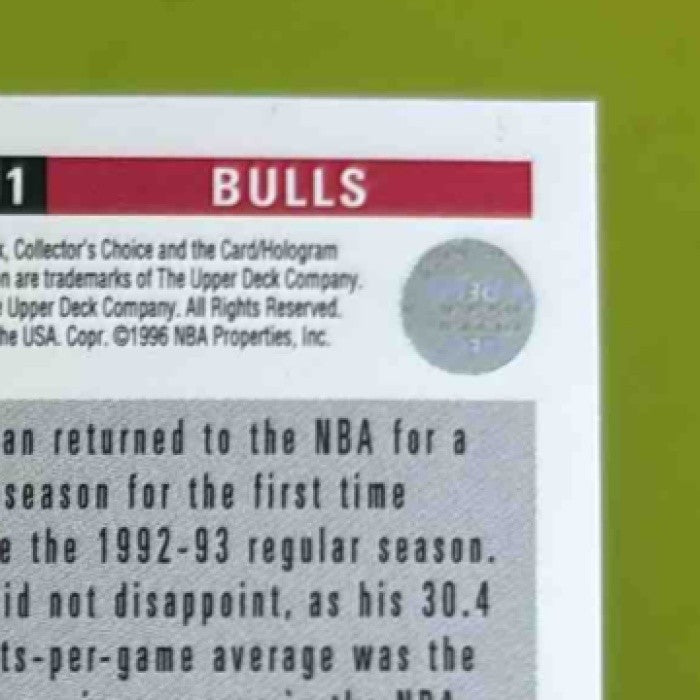 1 BULLS
Collector's Choice and the Card/Hologram
are trademarks of The Upper Deck Company.
Upper Deck Company. All Rights Reserved.
the USA. Copr. ©1996 NBA Properties, Inc.
an returned to the NBA for a
season for the first time
e the 1992-93 regular season.
id not disappoint, as his 30.4
ts-per-game average was the